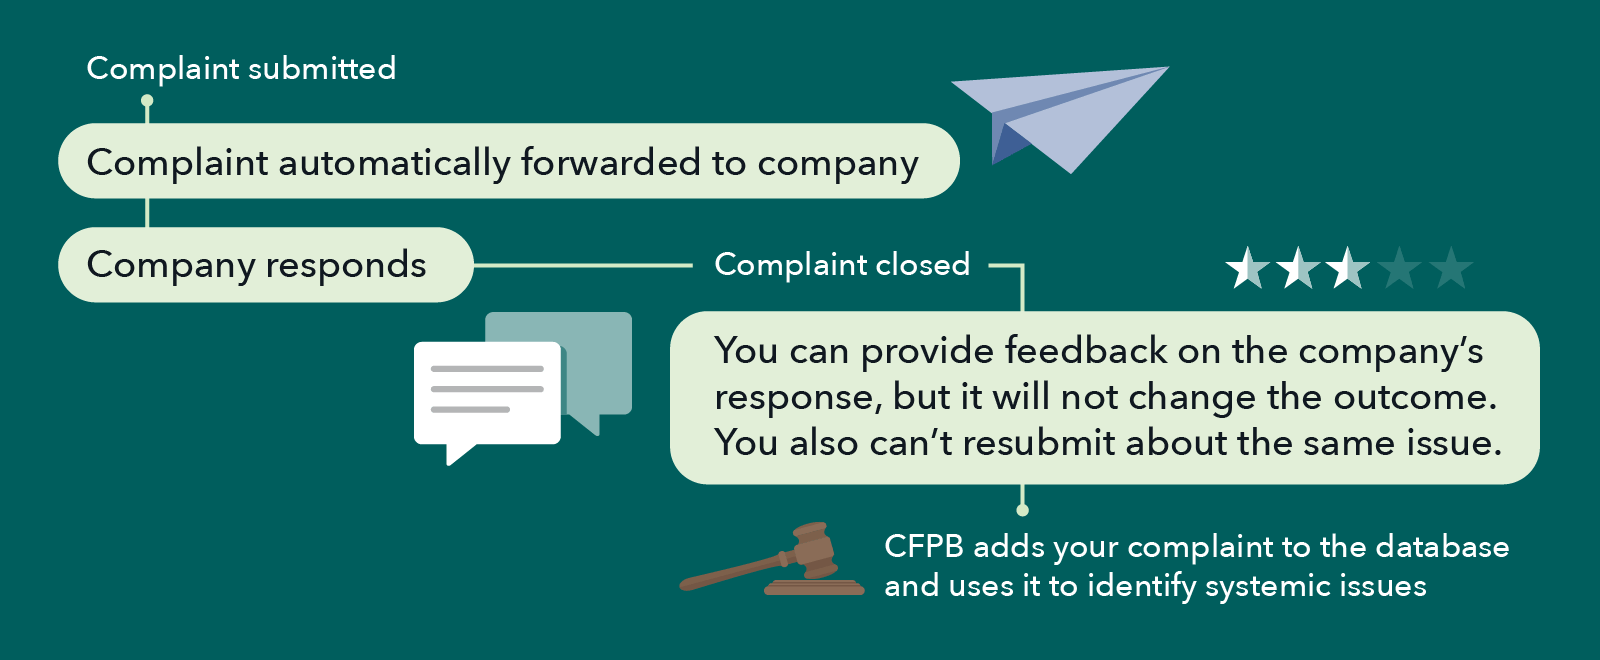 Complaint submitted
Complaint automatically forwarded to company
Company responds
Complaint closed
You can provide feedback on the company’s
response, but it will not change the outcome.
You also can’t resubmit about the same issue.
CFPB adds your complaint to the database
and uses it to identify systemic issues